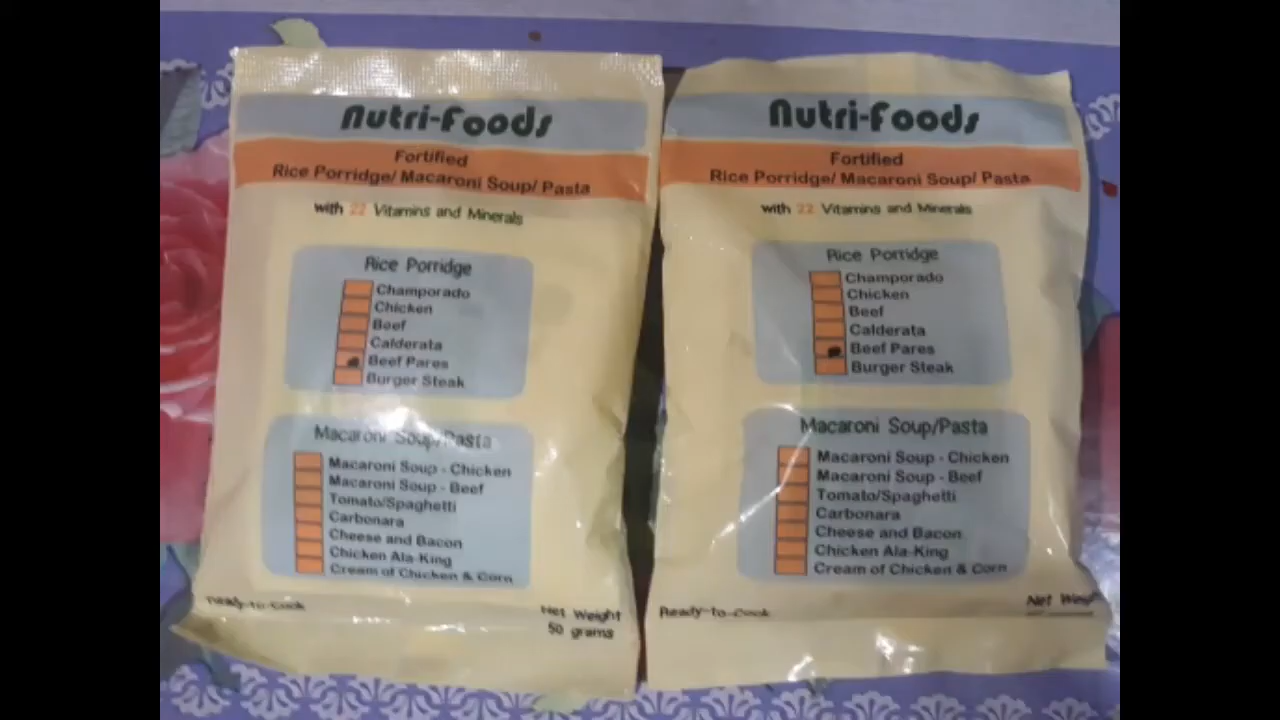 Nutri-Foods
Fortified
Rice Porridge/ Macaroni Soup/ Pasta
with 22 Vitamins and Minerals
Rice Porridge
Champorado
Chicken
Beef
Calderata
Beef Pares
Burger Steak
Macaroni Soup/Pasta
Macaroni Soup - Chicken
Macaroni Soup - Beef
Tomato/Spaghetti
Carbonara
Cheese and Bacon
Chicken Ala-King
Cream of Chicken & Corn
Ready-to-Cook
Net Weight
50 grams
Nutri-Foods
Fortified
Rice Porridge/ Macaroni Soup/ Pasta
with 22 Vitamins and Minerals
Rice Porridge
Champorado
Chicken
Beef
Calderata
Beef Pares
Burger Steak
Macaroni Soup/Pasta
Macaroni Soup - Chicken
Macaroni Soup - Beef
Tomato/Spaghetti
Carbonara
Cheese and Bacon
Chicken Ala-King
Cream of Chicken & Corn
Ready-to-Cook
Net